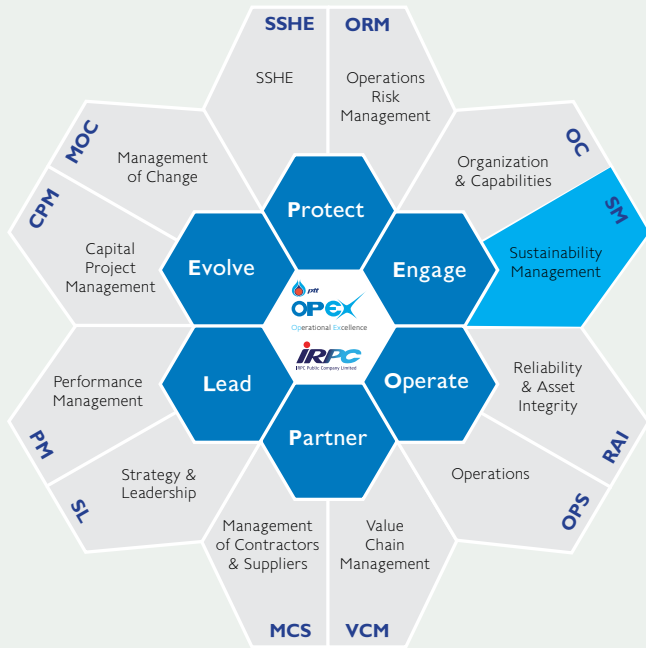 SSHE
ORM
SSHE
Operations
Risk
Management
MOC
Management
of Change
OC
Organization
& Capabilities
CPM
Capital
Project
Management
SM
Sustainability
Management
Protect
Evolve
Engage
ptt
OPEX
Operational Excellence
IRPC
IRPC Public Company Limited
Lead
Operate
Partner
Performance
Management
PM
Reliability
& Asset
Integrity
RAI
Strategy &
Leadership
SL
Operations
OPS
Management
of Contractors
& Suppliers
MCS
Value
Chain
Management
VCM